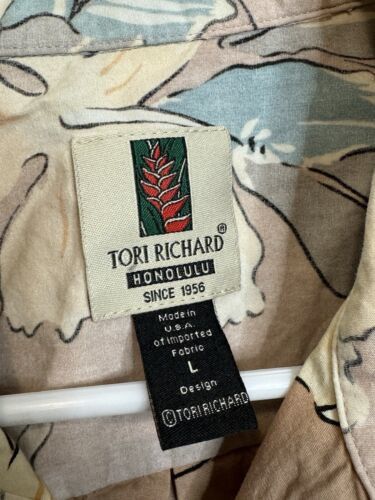 TORI RICHARD®
HONOLULU
SINCE 1956
Made in
U.S.A.
of Imported
Fabric
L
Design
©TORI RICHARD